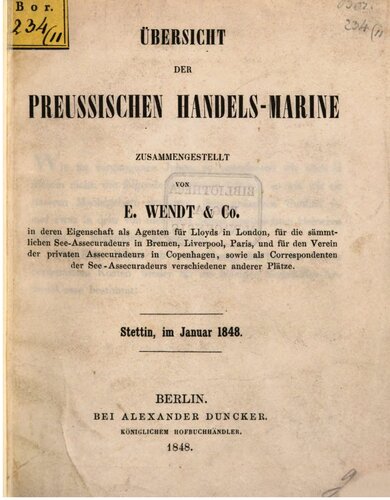 Bor.
234/11
234/11
ÜBERSICHT
DER
PREUSSISCHEN HANDELS-MARINE
ZUSAMMENGESTELLT
VON
E. WENDT & Co.
in deren Eigenschaft als Agenten für Lloyds in London, für die sämmt-
lichen See-Assecuradeurs in Bremen, Liverpool, Paris, und für den Verein
der privaten Assecuradeurs in Copenhagen, sowie als Correspondenten
der See-Assecuradeurs verschiedener anderer Plätze.
Stettin, im Januar 1848.
BERLIN.
BEI ALEXANDER DUNCKER.
KÖNIGLICHEM HOFBUCHHÄNDLER.
1848.